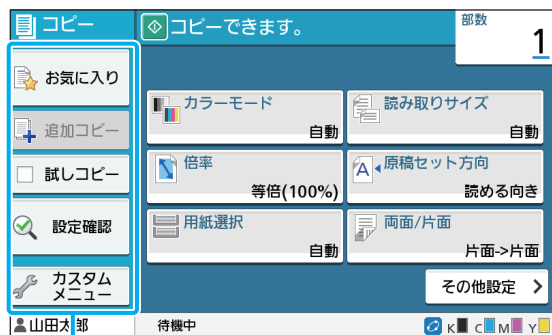 コピー
コピーできます。
部数
1
お気に入り
追加コピー
試しコピー
設定確認
カスタム
メニュー
カラーモード
自動
読み取りサイズ
自動
倍率
等倍(100%)
原稿セット方向
読める向き
用紙選択
自動
両面/片面
片面->片面
その他設定
山田太郎
待機中
K C M Y